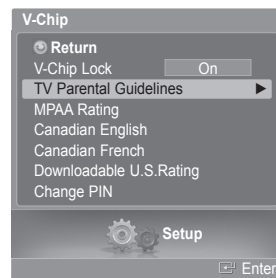 V-Chip
Return
V-Chip Lock On
TV Parental Guidelines
MPAA Rating
Canadian English
Canadian French
Downloadable U.S.Rating
Change PIN
Setup
Enter